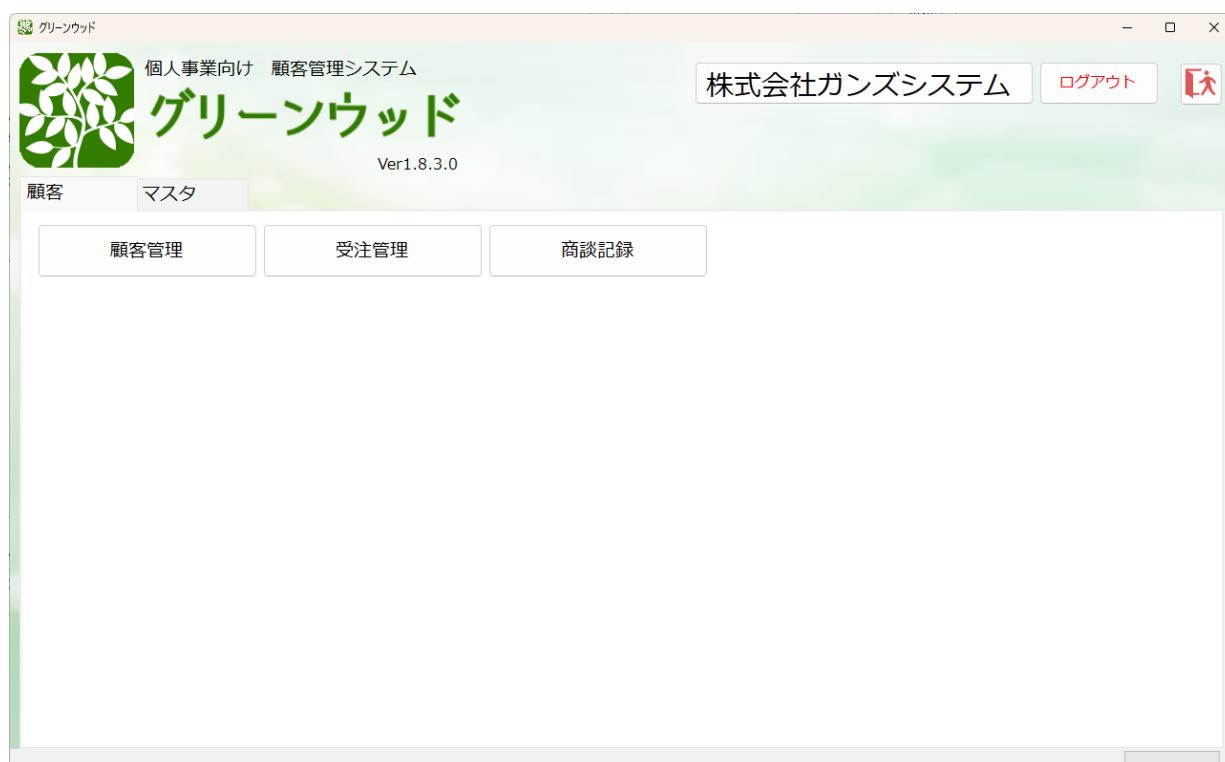 グリーンウッド
個人事業向け　顧客管理システム
グリーンウッド
Ver1.8.3.0
株式会社ガンズシステム
ログアウト
顧客
マスタ
顧客管理
受注管理
商談記録